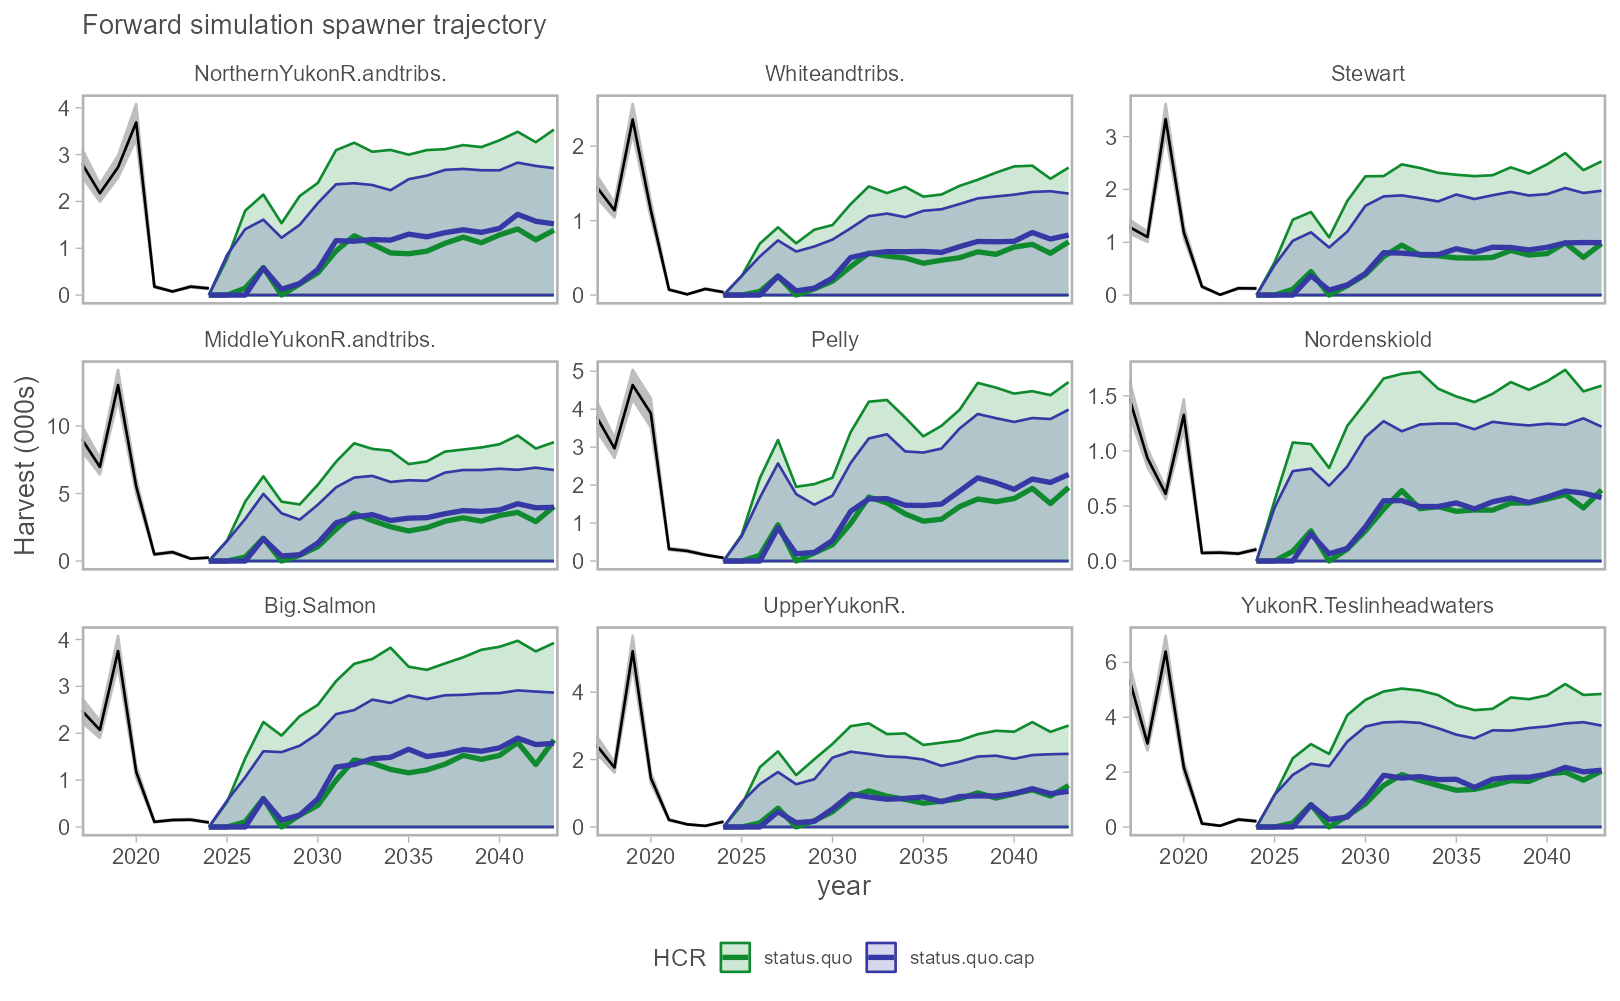 Forward simulation spawner trajectory
NorthernYukonR.andtribs.
Whiteandtribs.
Stewart
4
3
2
1
0
2
1
0
3
2
1
0
MiddleYukonR.andtribs.
Pelly
Nordenskiold
10
5
0
5
4
3
2
1
0
1.5
1.0
0.5
0.0
Harvest (000s)
Big.Salmon
UpperYukonR.
YukonR.Teslinheadwaters
4
3
2
1
0
4
2
0
6
4
2
0
2020 2025 2030 2035 2040
2020 2025 2030 2035 2040
2020 2025 2030 2035 2040
year
HCR status.quo status.quo.cap